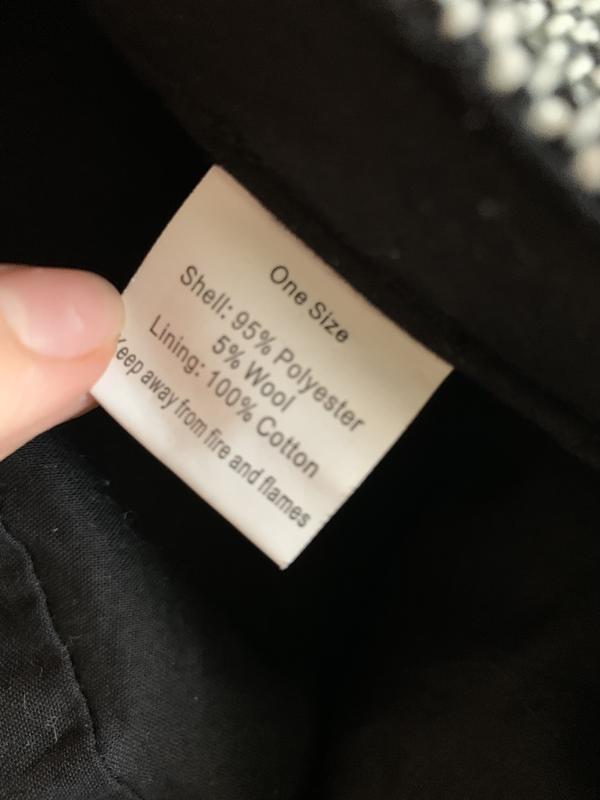 One Size
Shell: 95% Polyester
5% Wool
Lining: 100% Cotton
Keep away from fire and flames